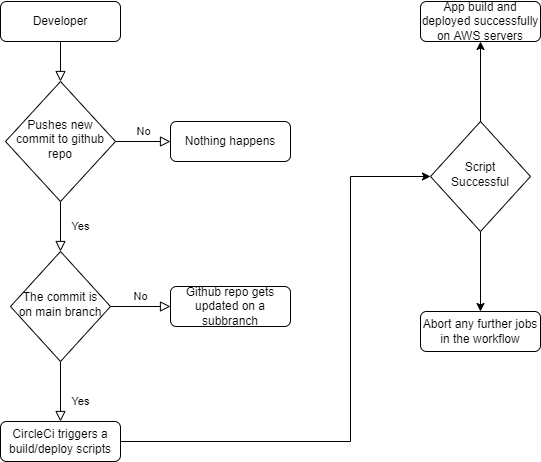 Developer
Pushes new
commit to github
repo
No
Nothing happens
Yes
The commit is
on main branch
No
Github repo gets
updated on a
subbranch
Yes
CircleCi triggers a
build/deploy scripts
App build and
deployed successfully
on AWS servers
Script
Successful
Abort any further jobs
in the workflow